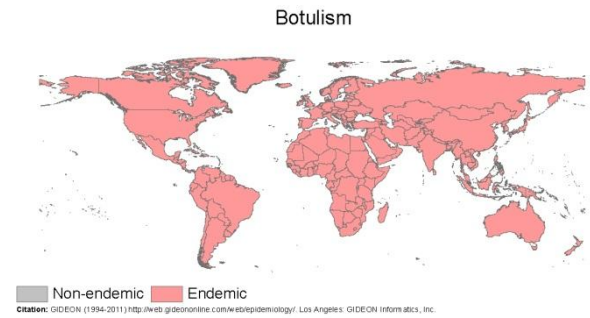 Botulism
Non-endemic Endemic
Citation: GIDEON (1994-2011) http://web.gideononline.com/web/epidemiology/. Los Angeles: GIDEON Informatics, Inc.